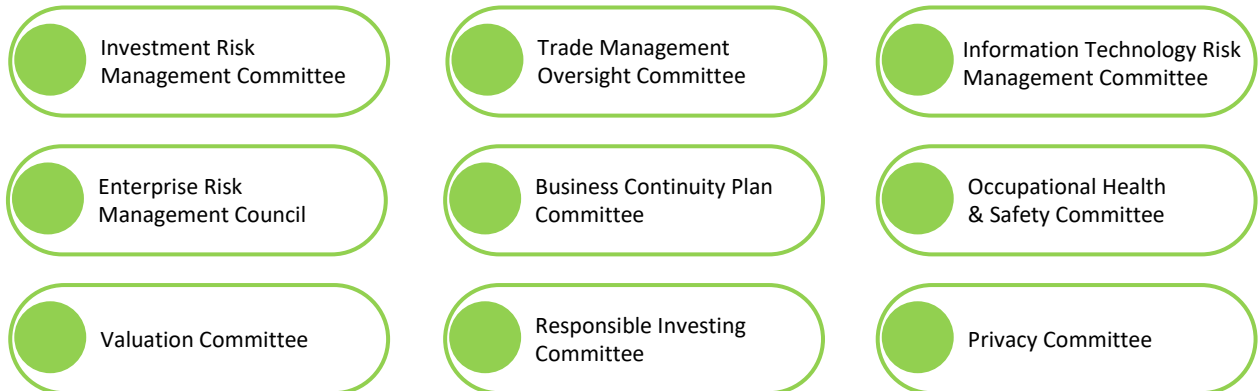 Investment Risk
Management Committee
Trade Management
Oversight Committee
Information Technology Risk
Management Committee
Enterprise Risk
Management Council
Business Continuity Plan
Committee
Occupational Health
& Safety Committee
Valuation Committee
Responsible Investing
Committee
Privacy Committee